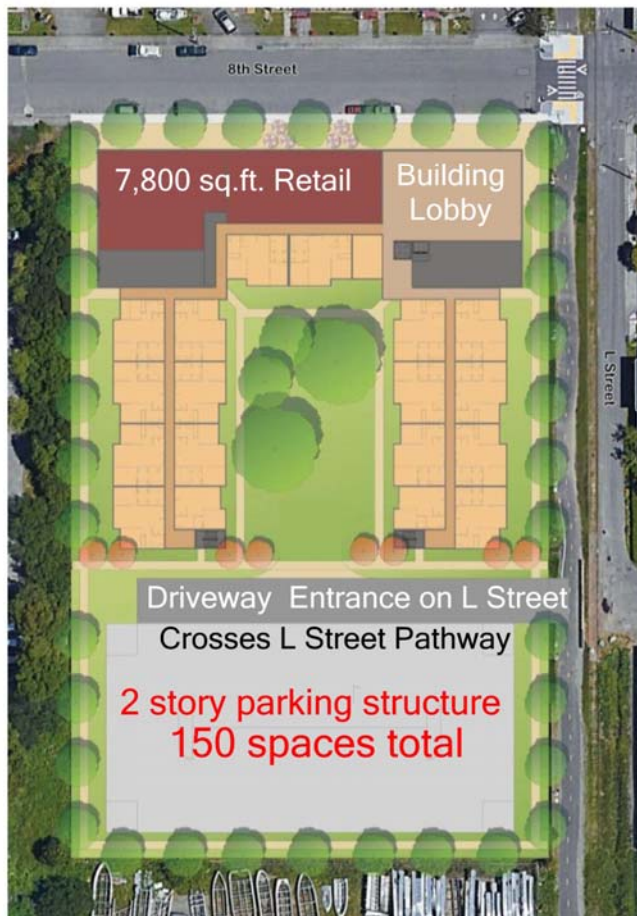 8th Street
7,800 sq.ft. Retail
Building
Lobby
L Street
Driveway Entrance on L Street
Crosses L Street Pathway
2 story parking structure
150 spaces total